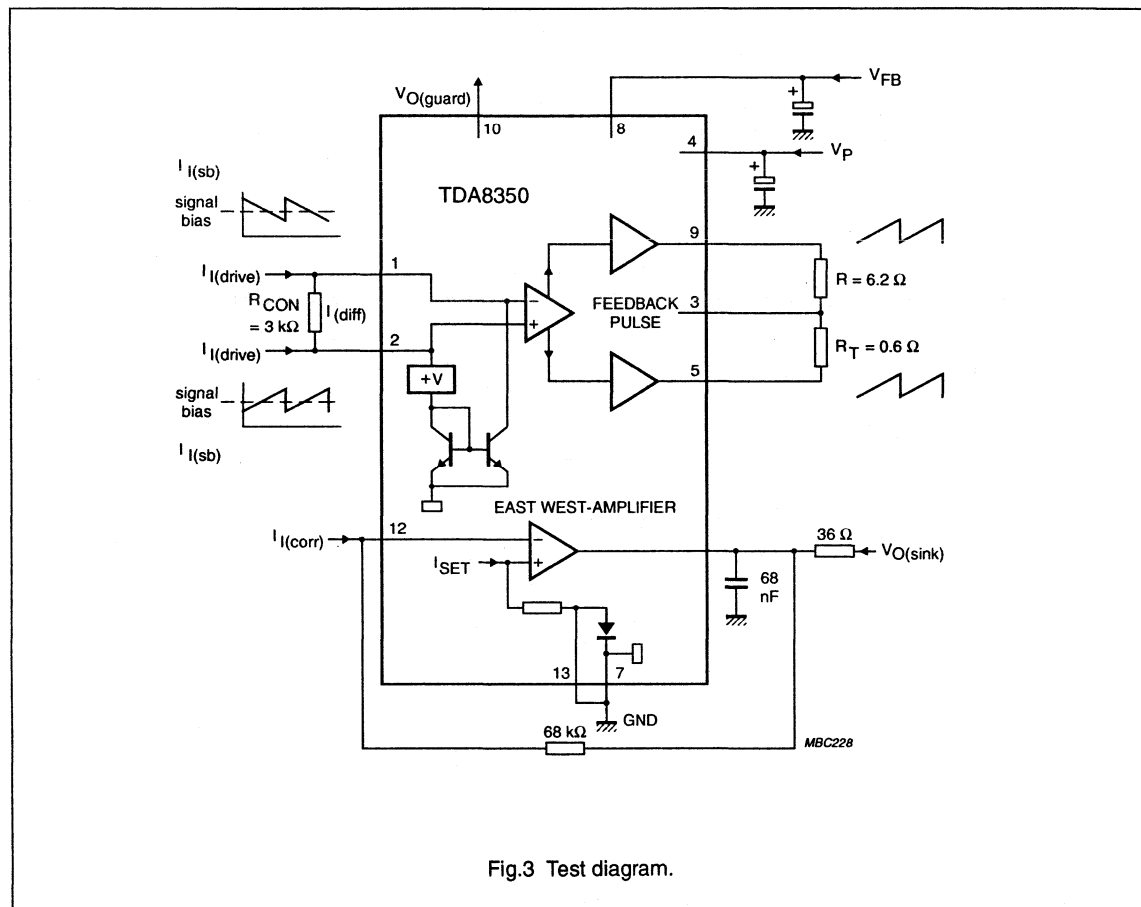 V_FB
V_O(guard)
10
8
4
V_P
I_I(sb)
TDA8350
signal
bias
9
I_I(drive)
1
R_CON
= 3 kΩ
I_(diff)
FEEDBACK
PULSE
3
R = 6.2 Ω
I_I(drive)
2
R_T = 0.6 Ω
+V
5
signal
bias
I_I(sb)
EAST WEST-AMPLIFIER
I_I(corr)
12
36 Ω
V_O(sink)
I_SET
68
nF
13
7
GND
68 kΩ
MBC228
Fig.3 Test diagram.